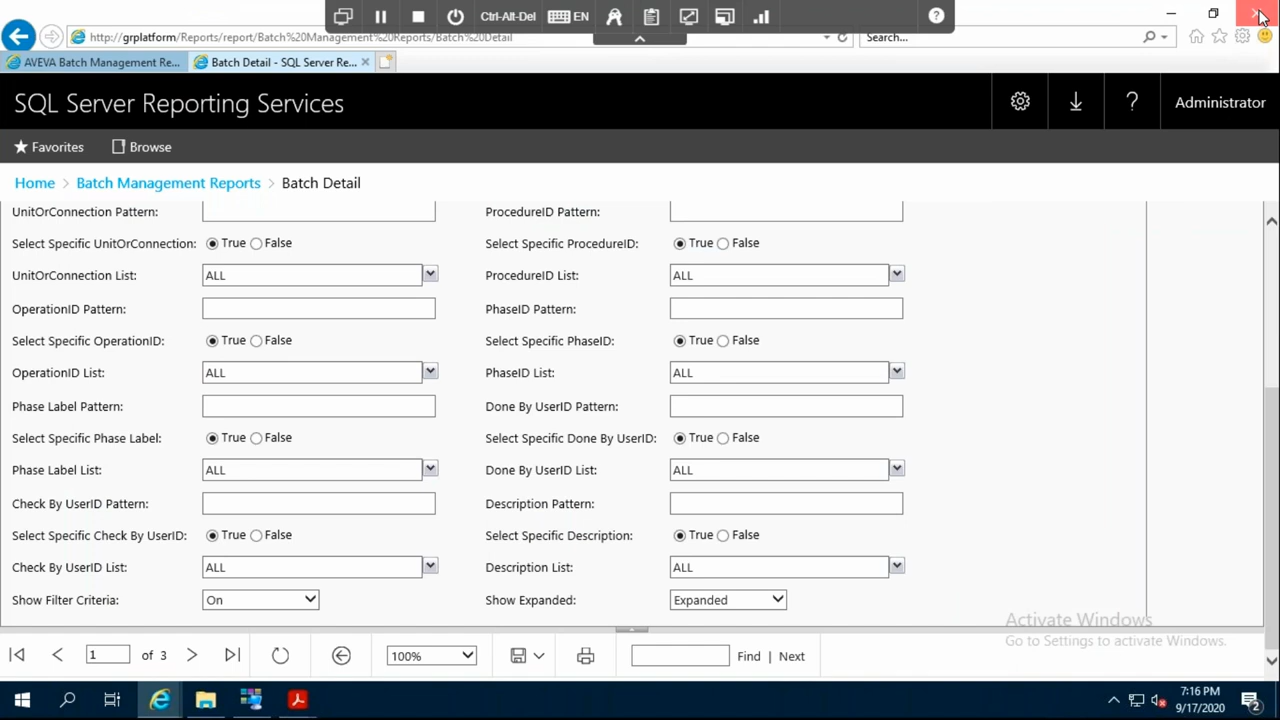 Ctrl-Alt-Del EN
http://grplatform/Reports/report/Batch%20Management%20Reports/Batch%20Detail Search...
AVEVA Batch Management Re... Batch Detail - SQL Server Re...
SQL Server Reporting Services Administrator
Favorites Browse
Home > Batch Management Reports > Batch Detail
UnitOrConnection Pattern: ProcedureID Pattern:
Select Specific UnitOrConnection: True False Select Specific ProcedureID: True False
UnitOrConnection List: ALL ProcedureID List: ALL
OperationID Pattern: PhaseID Pattern:
Select Specific OperationID: True False Select Specific PhaseID: True False
OperationID List: ALL PhaseID List: ALL
Phase Label Pattern: Done By UserID Pattern:
Select Specific Phase Label: True False Select Specific Done By UserID: True False
Phase Label List: ALL Done By UserID List: ALL
Check By UserID Pattern: Description Pattern:
Select Specific Check By UserID: True False Select Specific Description: True False
Check By UserID List: ALL Description List: ALL
Show Filter Criteria: On Show Expanded: Expanded
Activate Windows
Go to Settings to activate Windows.
1 of 3 100% Find | Next
7:16 PM
9/17/2020 2